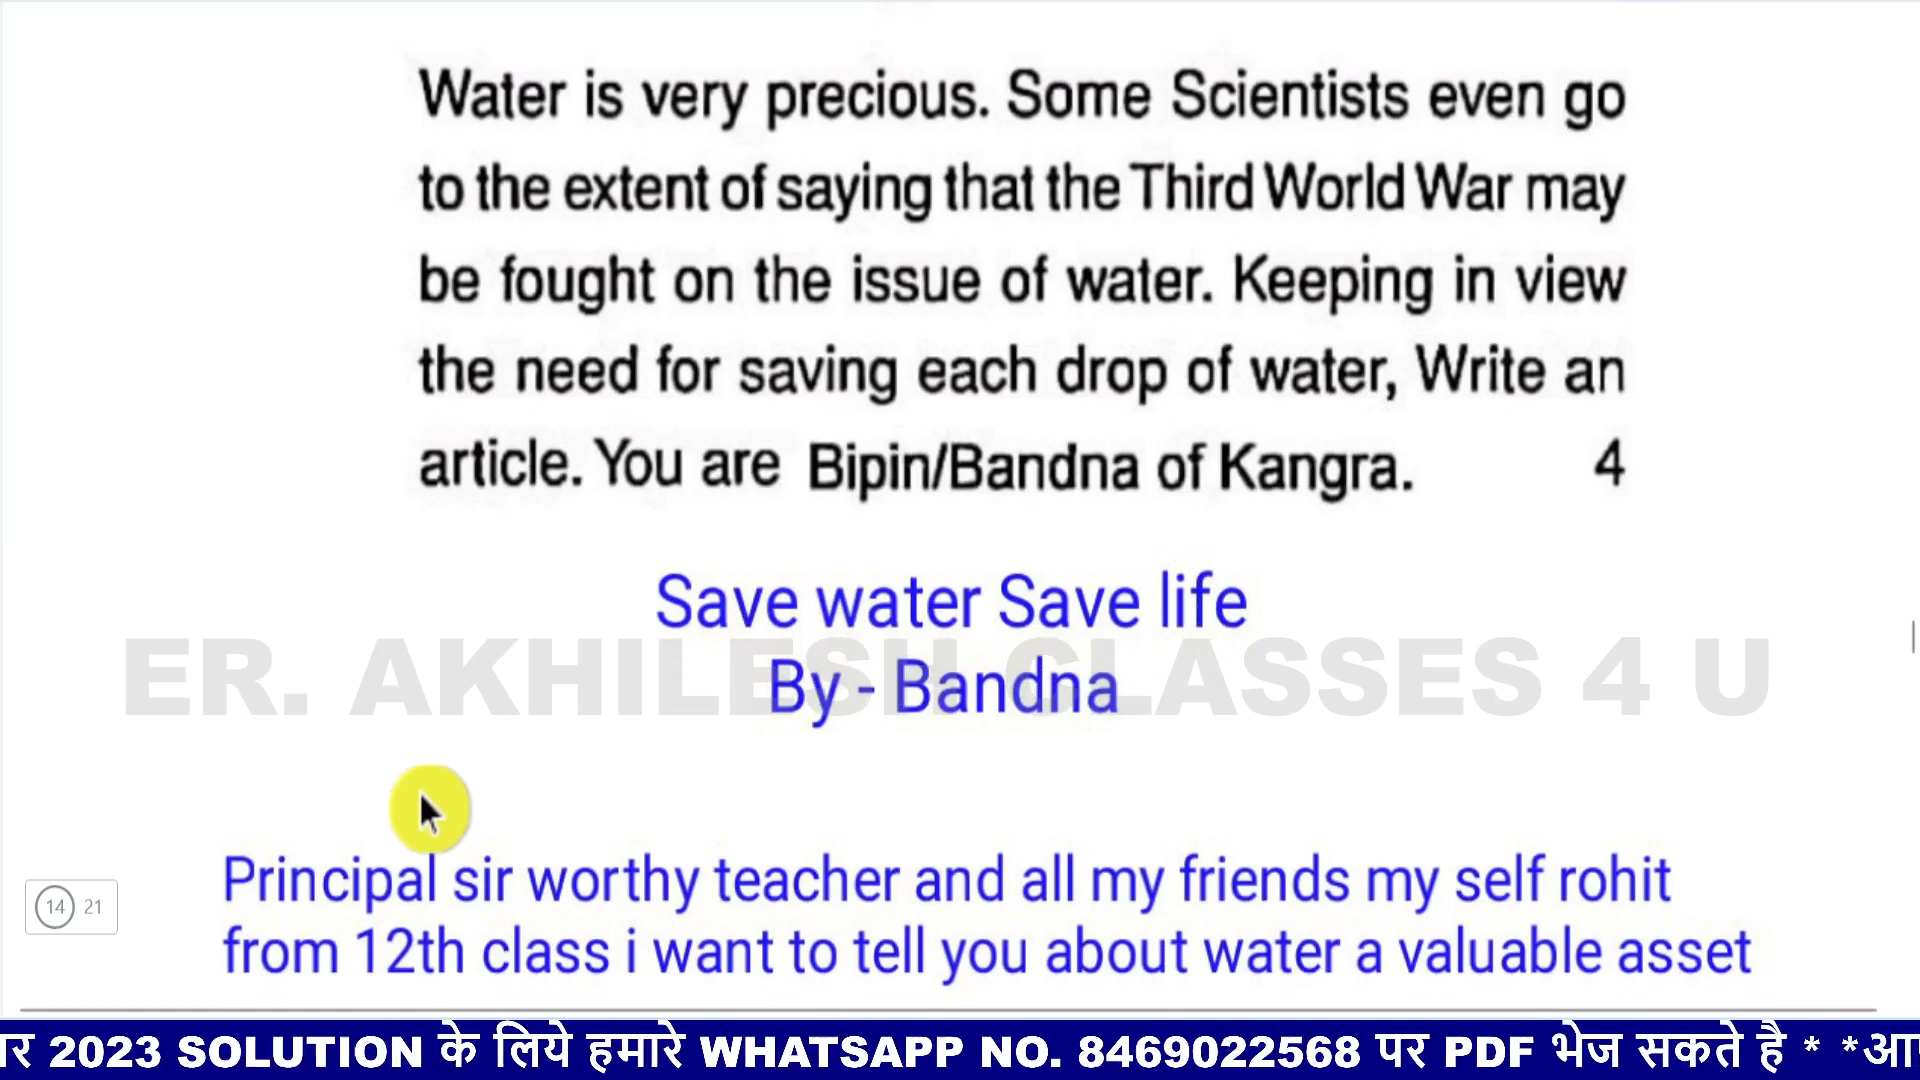 Water is very precious. Some Scientists even go
to the extent of saying that the Third World War may
be fought on the issue of water. Keeping in view
the need for saving each drop of water, Write an
article. You are Bipin/Bandna of Kangra. 4
Save water Save life
ER. AKHILESH CLASSES 4 U
By - Bandna
Principal sir worthy teacher and all my friends my self rohit
14 21
from 12th class i want to tell you about water a valuable asset
2023 SOLUTION के लिये हमारे WHATSAPP NO. 8469022568 पर PDF भेज सकते है * *